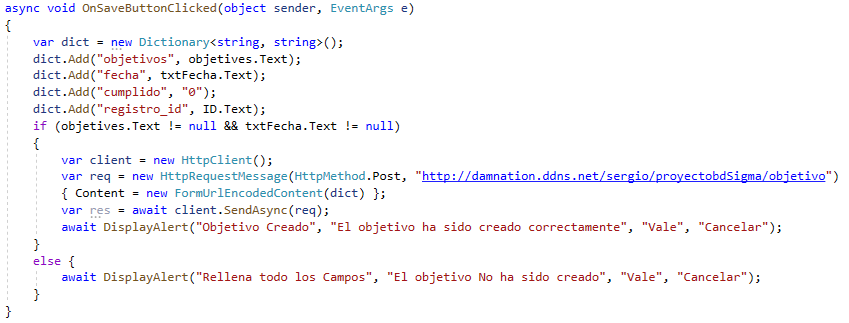 async void OnSaveButtonClicked(object sender, EventArgs e)
{
var dict = new Dictionary<string, string>();
dict.Add("objetivos", objetives.Text);
dict.Add("fecha", txtFecha.Text);
dict.Add("cumplido", "0");
dict.Add("registro_id", ID.Text);
if (objetives.Text != null && txtFecha.Text != null)
{
var client = new HttpClient();
var req = new HttpRequestMessage(HttpMethod.Post, "http://damnation.ddns.net/sergio/proyectobdSigma/objetivo")
{ Content = new FormUrlEncodedContent(dict) };
var res = await client.SendAsync(req);
await DisplayAlert("Objetivo Creado", "El objetivo ha sido creado correctamente", "Vale", "Cancelar");
}
else {
await DisplayAlert("Rellena todo los Campos", "El objetivo No ha sido creado", "Vale", "Cancelar");
}
}